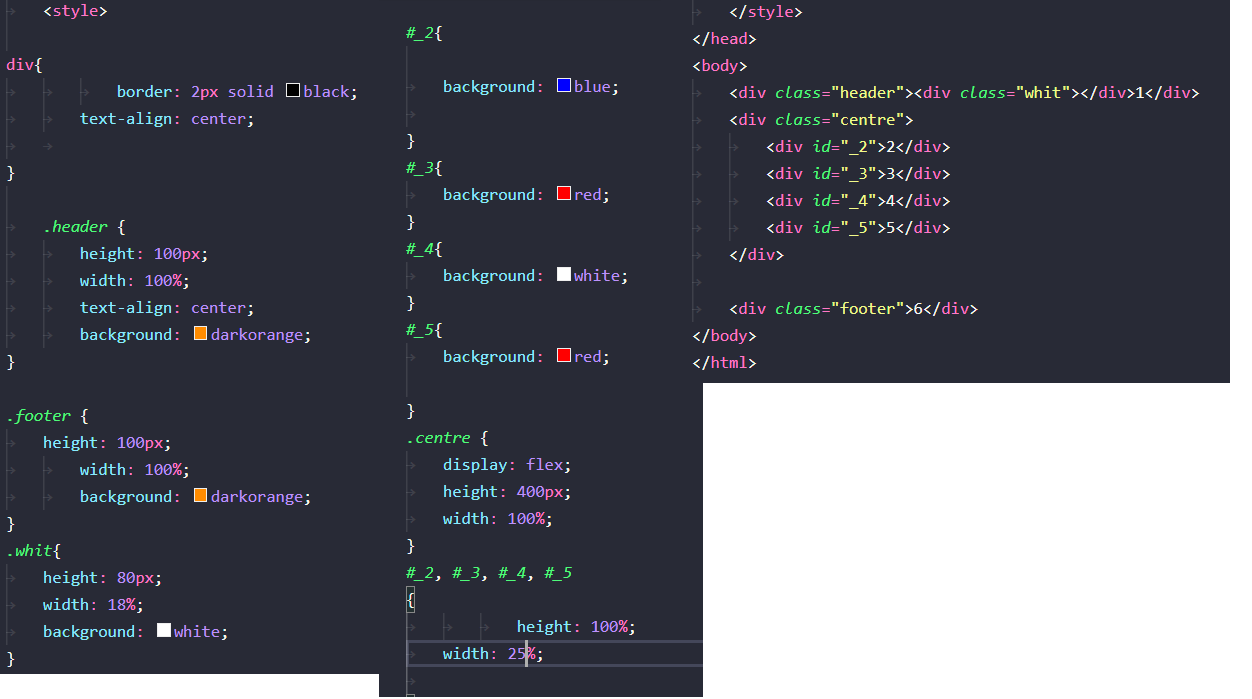 <style>
div{
border: 2px solid black;
text-align: center;
}
.header {
height: 100px;
width: 100%;
text-align: center;
background: darkorange;
}
.footer {
height: 100px;
width: 100%;
background: darkorange;
}
.whit{
height: 80px;
width: 18%;
background: white;
}
#_2{
background: blue;
}
#_3{
background: red;
}
#_4{
background: white;
}
#_5{
background: red;
}
.centre {
display: flex;
height: 400px;
width: 100%;
}
#_2, #_3, #_4, #_5
{
height: 100%;
width: 25%;
</style>
</head>
<body>
<div class="header"><div class="whit"></div>1</div>
<div class="centre">
<div id="_2">2</div>
<div id="_3">3</div>
<div id="_4">4</div>
<div id="_5">5</div>
</div>
<div class="footer">6</div>
</body>
</html>